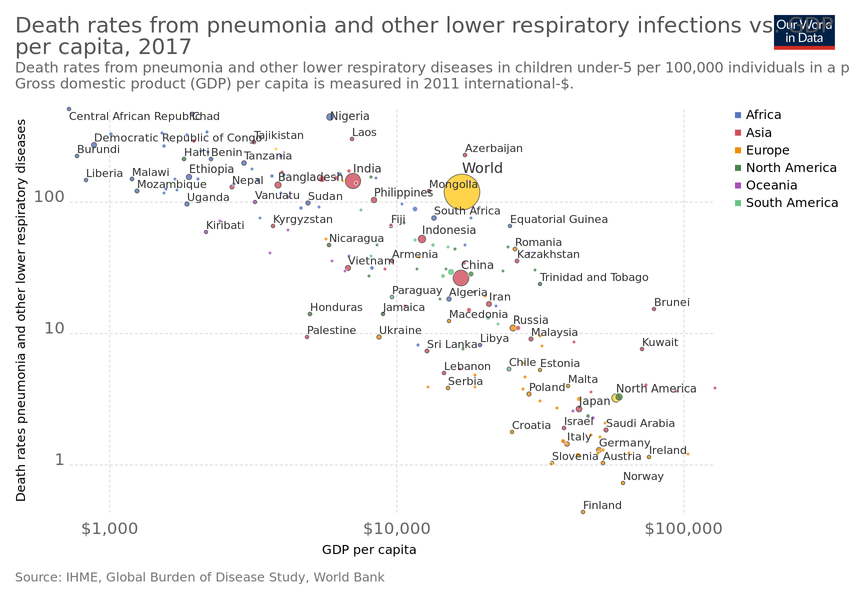 Death rates from pneumonia and other lower respiratory infections vs. GDP
per capita, 2017
Our World
in Data
Death rates from pneumonia and other lower respiratory diseases in children under-5 per 100,000 individuals in a p
Gross domestic product (GDP) per capita is measured in 2011 international-$.
Death rates pneumonia and other lower respiratory diseases
100
10
1
Central African Republic
Chad
Nigeria
Democratic Republic of Congo
Tajikistan
Laos
Burundi
Haiti
Benin
Tanzania
Azerbaijan
World
Liberia
Malawi
Ethiopia
Mozambique
Nepal
Bangladesh
India
Mongolia
Uganda
Vanuatu
Sudan
Philippines
Kiribati
Kyrgyzstan
Fiji
South Africa
Equatorial Guinea
Nicaragua
Indonesia
Romania
Vietnam
Armenia
China
Kazakhstan
Trinidad and Tobago
Paraguay
Algeria
Iran
Honduras
Jamaica
Macedonia
Brunei
Palestine
Ukraine
Russia
Malaysia
Sri Lanka
Libya
Kuwait
Lebanon
Chile
Estonia
Serbia
Poland
Malta
North America
Japan
Croatia
Israel
Saudi Arabia
Italy
Germany
Slovenia
Austria
Ireland
Norway
Finland
Africa
Asia
Europe
North America
Oceania
South America
$1,000
$10,000
$100,000
GDP per capita
Source: IHME, Global Burden of Disease Study, World Bank